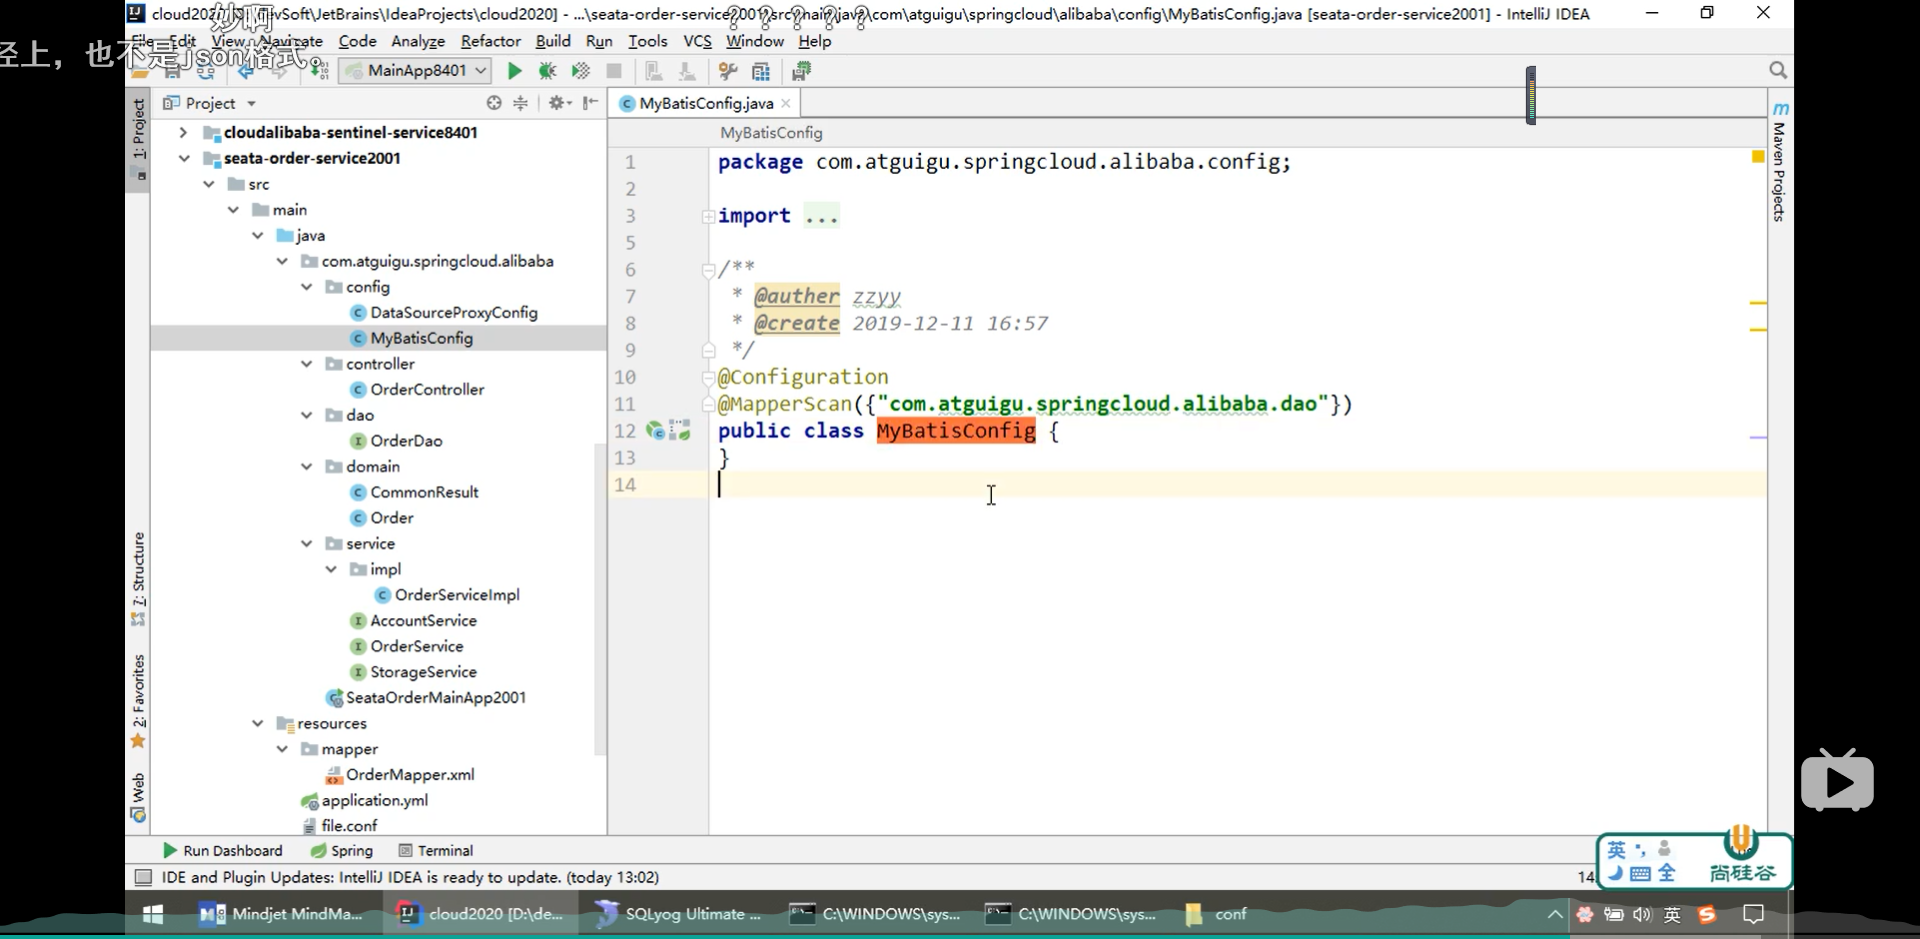 cloud2020 [D:\devSoft\JetBrains\IdeaProjects\cloud2020] - ...\seata-order-service2001\src\main\java\com\atguigu\springcloud\alibaba\config\MyBatisConfig.java [seata-order-service2001] - IntelliJ IDEA
妙啊
? ? ? ? ?
File Edit View Navigate Code Analyze Refactor Build Run Tools VCS Window Help
径上，也不是json格式。
MainApp8401
Project
MyBatisConfig.java
1: Project
7: Structure
2: Favorites
Web
Maven Projects
cloudalibaba-sentinel-service8401
seata-order-service2001
src
main
java
com.atguigu.springcloud.alibaba
config
DataSourceProxyConfig
MyBatisConfig
controller
OrderController
dao
OrderDao
domain
CommonResult
Order
service
impl
OrderServiceImpl
AccountService
OrderService
StorageService
SeataOrderMainApp2001
resources
mapper
OrderMapper.xml
application.yml
file.conf
MyBatisConfig
1 package com.atguigu.springcloud.alibaba.config;
2
3 import ...
5
6 /**
7 * @auther zzyy
8 * @create 2019-12-11 16:57
9 */
10 @Configuration
11 @MapperScan({"com.atguigu.springcloud.alibaba.dao"})
12 public class MyBatisConfig {
13 }
14
Run Dashboard Spring Terminal
IDE and Plugin Updates: IntelliJ IDEA is ready to update. (today 13:02)
14
英
全
尚硅谷
Mindjet MindMa...
cloud2020 [D:\de...
SQLyog Ultimate ...
C:\WINDOWS\sys...
C:\WINDOWS\sys...
conf
英